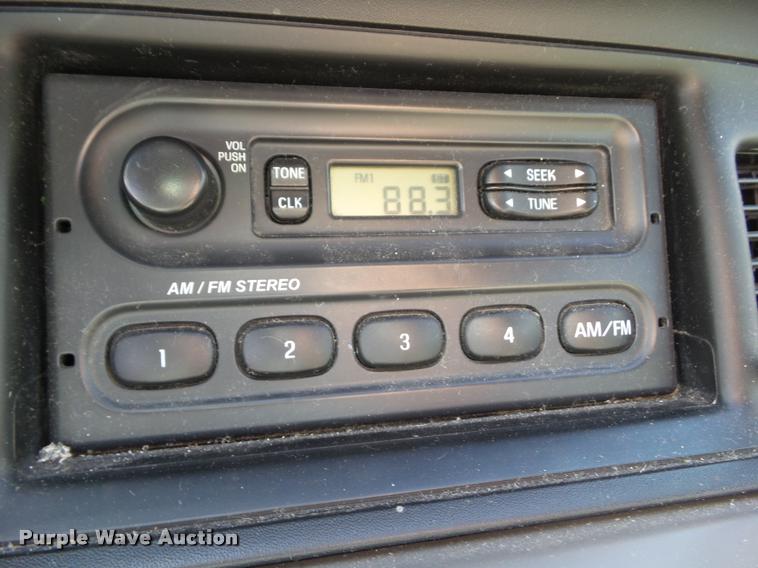 VOL
PUSH
ON
TONE
CLK
FM1
88.3
SEEK
TUNE
AM / FM STEREO
1
2
3
4
AM/FM
Purple Wave Auction